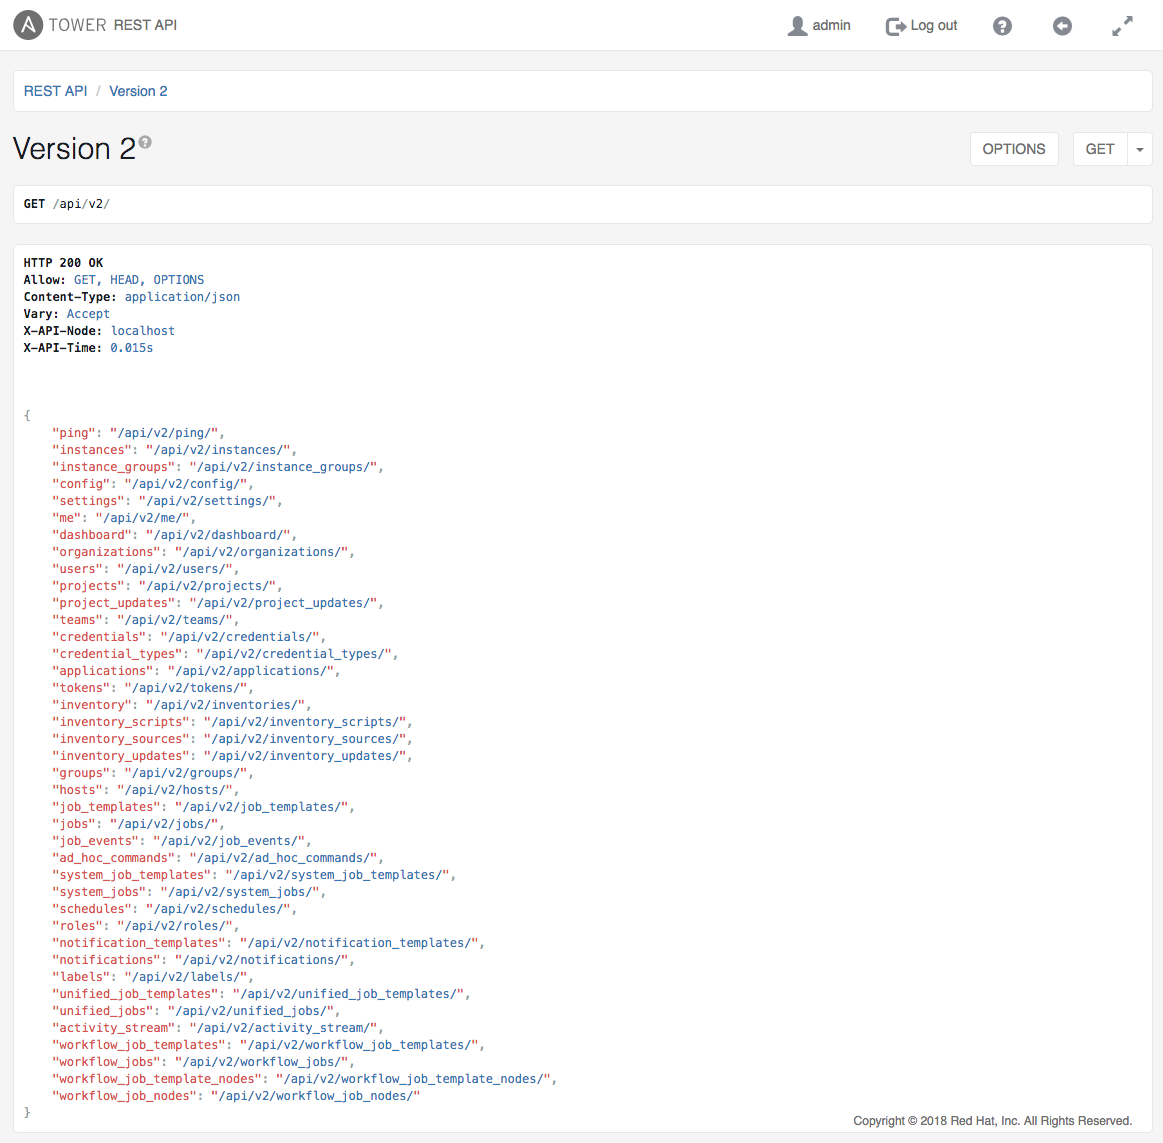 A TOWER REST API admin Log out ?
REST API / Version 2
Version 2 ? OPTIONS GET
GET /api/v2/
HTTP 200 OK
Allow: GET, HEAD, OPTIONS
Content-Type: application/json
Vary: Accept
X-API-Node: localhost
X-API-Time: 0.015s
{
"ping": "/api/v2/ping/",
"instances": "/api/v2/instances/",
"instance_groups": "/api/v2/instance_groups/",
"config": "/api/v2/config/",
"settings": "/api/v2/settings/",
"me": "/api/v2/me/",
"dashboard": "/api/v2/dashboard/",
"organizations": "/api/v2/organizations/",
"users": "/api/v2/users/",
"projects": "/api/v2/projects/",
"project_updates": "/api/v2/project_updates/",
"teams": "/api/v2/teams/",
"credentials": "/api/v2/credentials/",
"credential_types": "/api/v2/credential_types/",
"applications": "/api/v2/applications/",
"tokens": "/api/v2/tokens/",
"inventory": "/api/v2/inventories/",
"inventory_scripts": "/api/v2/inventory_scripts/",
"inventory_sources": "/api/v2/inventory_sources/",
"inventory_updates": "/api/v2/inventory_updates/",
"groups": "/api/v2/groups/",
"hosts": "/api/v2/hosts/",
"job_templates": "/api/v2/job_templates/",
"jobs": "/api/v2/jobs/",
"job_events": "/api/v2/job_events/",
"ad_hoc_commands": "/api/v2/ad_hoc_commands/",
"system_job_templates": "/api/v2/system_job_templates/",
"system_jobs": "/api/v2/system_jobs/",
"schedules": "/api/v2/schedules/",
"roles": "/api/v2/roles/",
"notification_templates": "/api/v2/notification_templates/",
"notifications": "/api/v2/notifications/",
"labels": "/api/v2/labels/",
"unified_job_templates": "/api/v2/unified_job_templates/",
"unified_jobs": "/api/v2/unified_jobs/",
"activity_stream": "/api/v2/activity_stream/",
"workflow_job_templates": "/api/v2/workflow_job_templates/",
"workflow_jobs": "/api/v2/workflow_jobs/",
"workflow_job_template_nodes": "/api/v2/workflow_job_template_nodes/",
"workflow_job_nodes": "/api/v2/workflow_job_nodes/"
}
Copyright © 2018 Red Hat, Inc. All Rights Reserved.